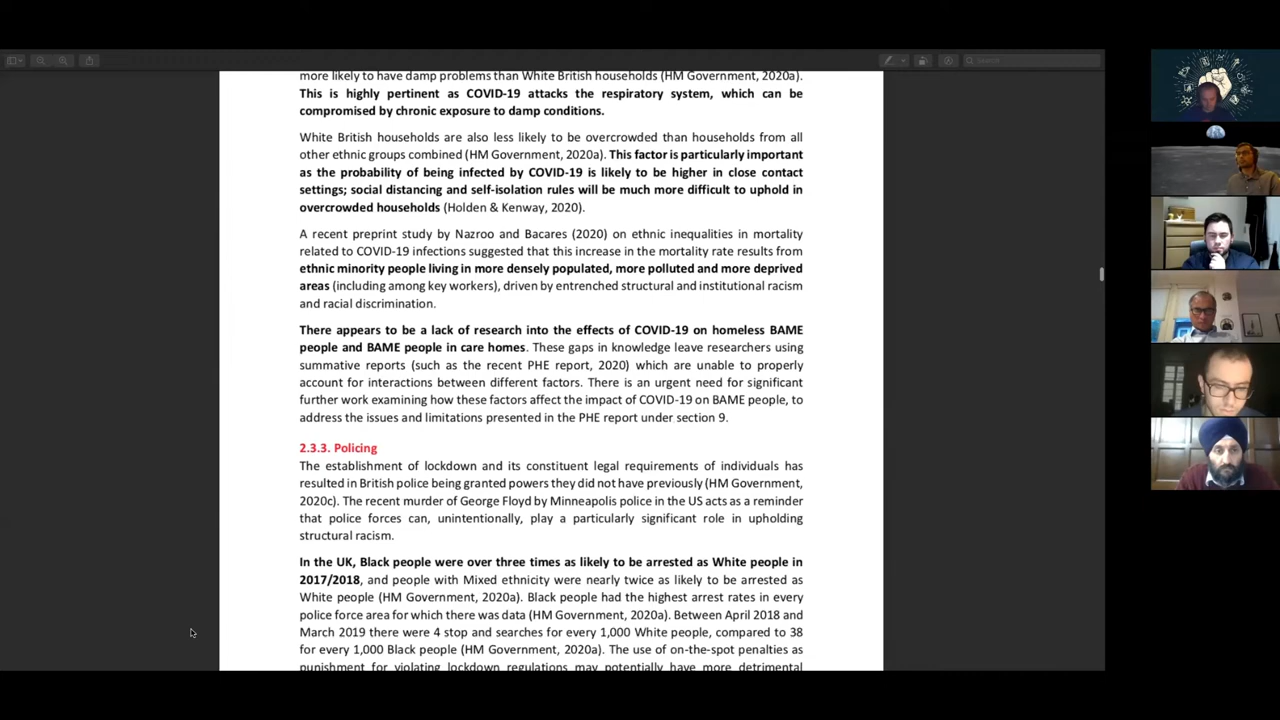 more likely to have damp problems than White British households (HM Government, 2020a).
This is highly pertinent as COVID-19 attacks the respiratory system, which can be
compromised by chronic exposure to damp conditions.
White British households are also less likely to be overcrowded than households from all
other ethnic groups combined (HM Government, 2020a). This factor is particularly important
as the probability of being infected by COVID-19 is likely to be higher in close contact
settings; social distancing and self-isolation rules will be much more difficult to uphold in
overcrowded households (Holden & Kenway, 2020).
A recent preprint study by Nazroo and Bacares (2020) on ethnic inequalities in mortality
related to COVID-19 infections suggested that this increase in the mortality rate results from
ethnic minority people living in more densely populated, more polluted and more deprived
areas (including among key workers), driven by entrenched structural and institutional racism
and racial discrimination.
There appears to be a lack of research into the effects of COVID-19 on homeless BAME
people and BAME people in care homes. These gaps in knowledge leave researchers using
summative reports (such as the recent PHE report, 2020) which are unable to properly
account for interactions between different factors. There is an urgent need for significant
further work examining how these factors affect the impact of COVID-19 on BAME people, to
address the issues and limitations presented in the PHE report under section 9.
2.3.3. Policing
The establishment of lockdown and its constituent legal requirements of individuals has
resulted in British police being granted powers they did not have previously (HM Government,
2020c). The recent murder of George Floyd by Minneapolis police in the US acts as a reminder
that police forces can, unintentionally, play a particularly significant role in upholding
structural racism.
In the UK, Black people were over three times as likely to be arrested as White people in
2017/2018, and people with Mixed ethnicity were nearly twice as likely to be arrested as
White people (HM Government, 2020a). Black people had the highest arrest rates in every
police force area for which there was data (HM Government, 2020a). Between April 2018 and
March 2019 there were 4 stop and searches for every 1,000 White people, compared to 38
for every 1,000 Black people (HM Government, 2020a). The use of on-the-spot penalties as
punishment for violating lockdown regulations may potentially have more detrimental
Search